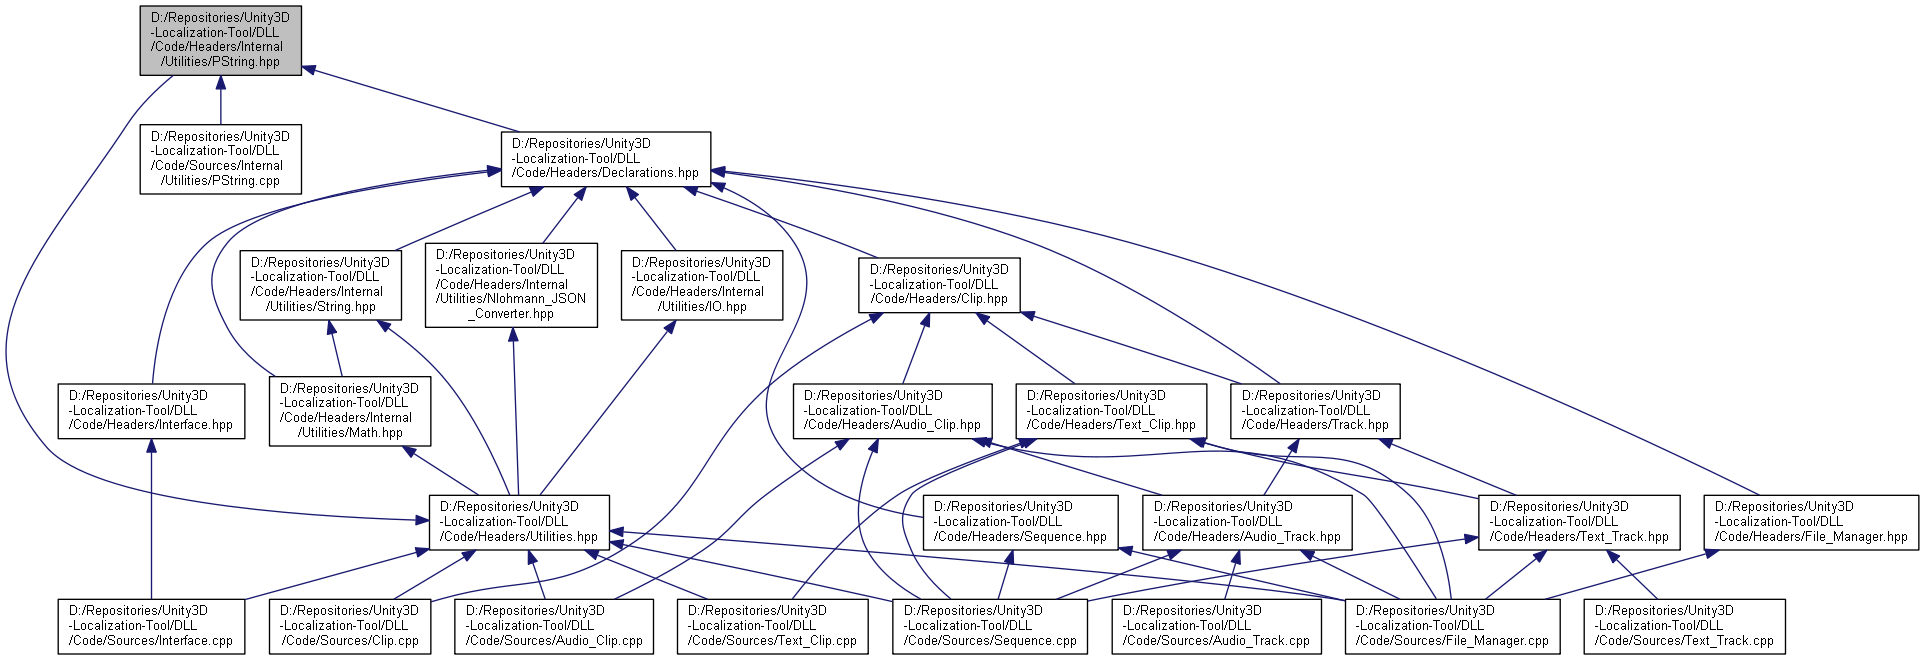 D:/Repositories/Unity3D
-Localization-Tool/DLL
/Code/Headers/Internal
/Utilities/PString.hpp
D:/Repositories/Unity3D
-Localization-Tool/DLL
/Code/Sources/Internal
/Utilities/PString.cpp
D:/Repositories/Unity3D
-Localization-Tool/DLL
/Code/Headers/Declarations.hpp
D:/Repositories/Unity3D
-Localization-Tool/DLL
/Code/Headers/Internal
/Utilities/String.hpp
D:/Repositories/Unity3D
-Localization-Tool/DLL
/Code/Headers/Internal
/Utilities/Nlohmann_JSON
_Converter.hpp
D:/Repositories/Unity3D
-Localization-Tool/DLL
/Code/Headers/Internal
/Utilities/IO.hpp
D:/Repositories/Unity3D
-Localization-Tool/DLL
/Code/Headers/Clip.hpp
D:/Repositories/Unity3D
-Localization-Tool/DLL
/Code/Headers/Interface.hpp
D:/Repositories/Unity3D
-Localization-Tool/DLL
/Code/Headers/Internal
/Utilities/Math.hpp
D:/Repositories/Unity3D
-Localization-Tool/DLL
/Code/Headers/Audio_Clip.hpp
D:/Repositories/Unity3D
-Localization-Tool/DLL
/Code/Headers/Text_Clip.hpp
D:/Repositories/Unity3D
-Localization-Tool/DLL
/Code/Headers/Track.hpp
D:/Repositories/Unity3D
-Localization-Tool/DLL
/Code/Headers/Utilities.hpp
D:/Repositories/Unity3D
-Localization-Tool/DLL
/Code/Headers/Sequence.hpp
D:/Repositories/Unity3D
-Localization-Tool/DLL
/Code/Headers/Audio_Track.hpp
D:/Repositories/Unity3D
-Localization-Tool/DLL
/Code/Headers/Text_Track.hpp
D:/Repositories/Unity3D
-Localization-Tool/DLL
/Code/Headers/File_Manager.hpp
D:/Repositories/Unity3D
-Localization-Tool/DLL
/Code/Sources/Interface.cpp
D:/Repositories/Unity3D
-Localization-Tool/DLL
/Code/Sources/Clip.cpp
D:/Repositories/Unity3D
-Localization-Tool/DLL
/Code/Sources/Audio_Clip.cpp
D:/Repositories/Unity3D
-Localization-Tool/DLL
/Code/Sources/Text_Clip.cpp
D:/Repositories/Unity3D
-Localization-Tool/DLL
/Code/Sources/Sequence.cpp
D:/Repositories/Unity3D
-Localization-Tool/DLL
/Code/Sources/Audio_Track.cpp
D:/Repositories/Unity3D
-Localization-Tool/DLL
/Code/Sources/File_Manager.cpp
D:/Repositories/Unity3D
-Localization-Tool/DLL
/Code/Sources/Text_Track.cpp